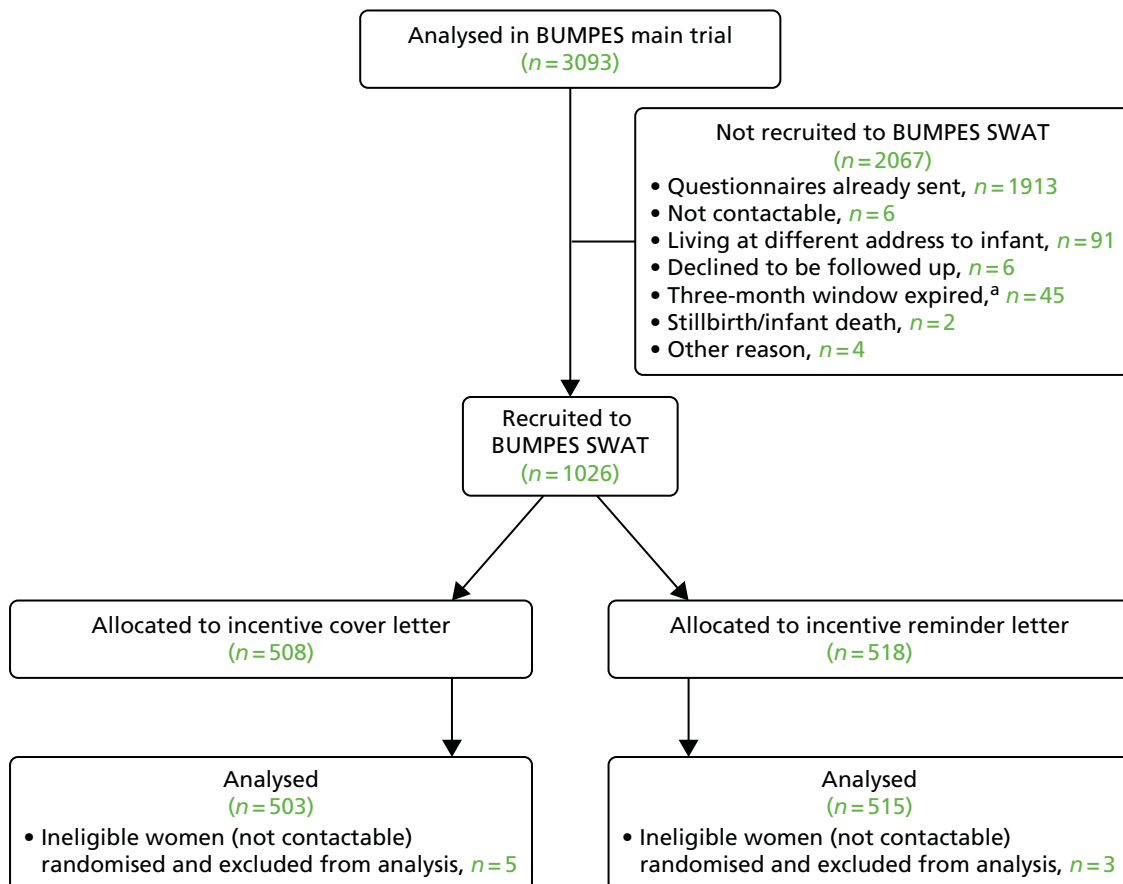 Analysed in BUMPES main trial
(n = 3093)
Not recruited to BUMPES SWAT
(n = 2067)
• Questionnaires already sent, n = 1913
• Not contactable, n = 6
• Living at different address to infant, n = 91
• Declined to be followed up, n = 6
• Three-month window expired,a n = 45
• Stillbirth/infant death, n = 2
• Other reason, n = 4
Recruited to
BUMPES SWAT
(n = 1026)
Allocated to incentive cover letter
(n = 508)
Allocated to incentive reminder letter
(n = 518)
Analysed
(n = 503)
• Ineligible women (not contactable)
randomised and excluded from analysis, n = 5
Analysed
(n = 515)
• Ineligible women (not contactable)
randomised and excluded from analysis, n = 3